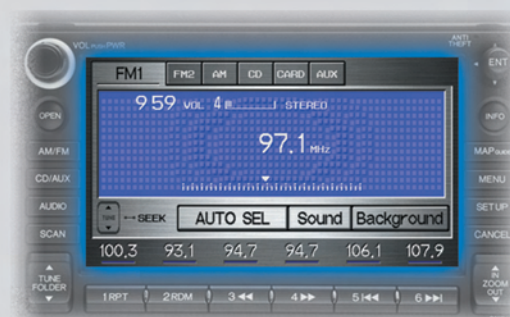 VOL PUSH PWR
ANTI THEFT
FM1 FM2 AM CD CARD AUX
ENT
9 59 VOL 4 STEREO
OPEN
INFO
97.1 MHz
AM/FM
MAP GUIDE
CD/AUX
MENU
AUDIO
TUNE SEEK AUTO SEL Sound Background
SETUP
SCAN
CANCEL
100.3 93.1 94.7 94.7 106.1 107.9
TUNE FOLDER
IN ZOOM OUT
1 RPT 2 RDM 3 4 5 6